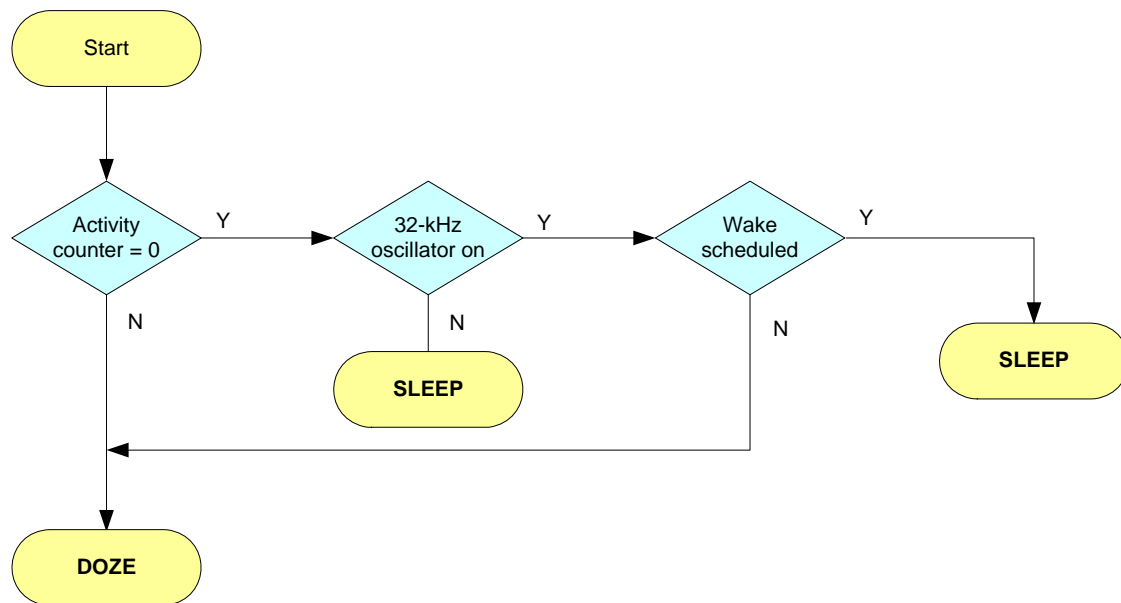 Start
Activity
counter = 0
Y
32-kHz
oscillator on
Y
Wake
scheduled
Y
N
N
N
SLEEP
SLEEP
DOZE